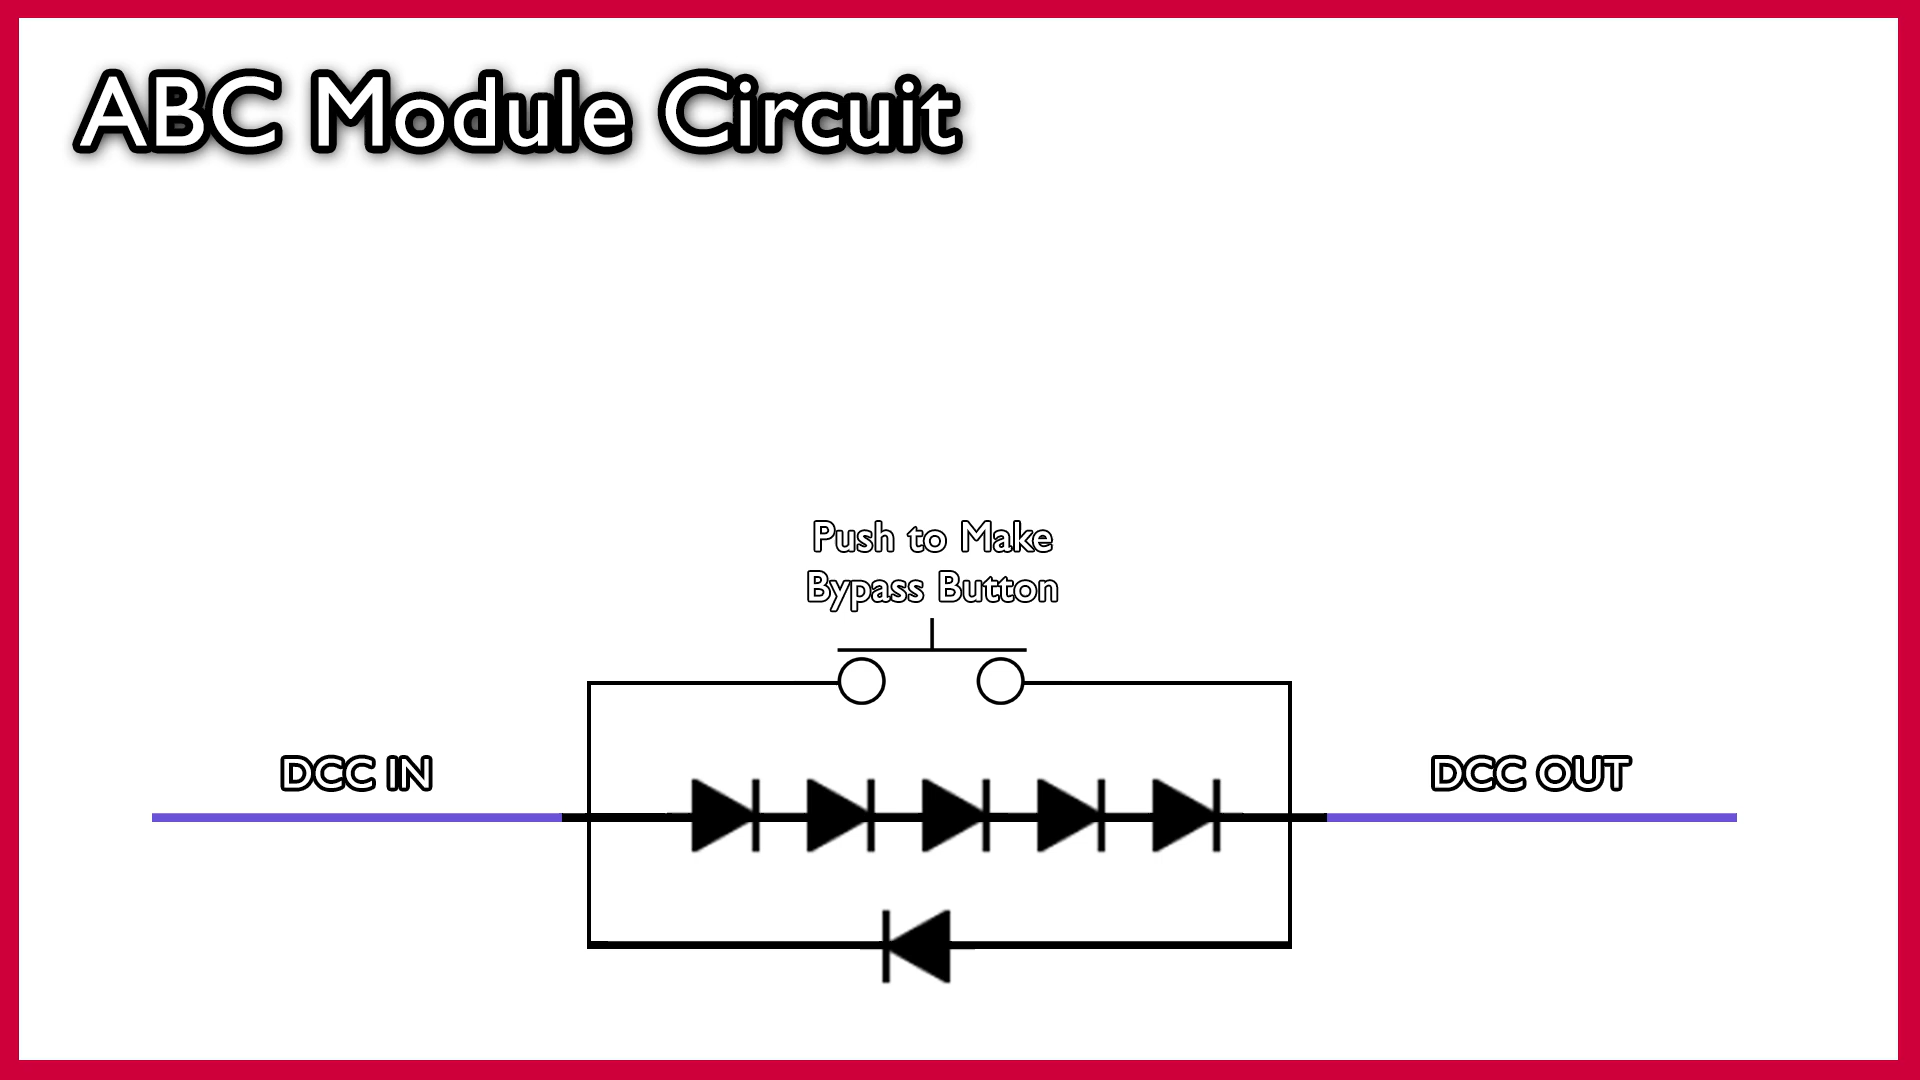 ABC Module Circuit
Push to Make
Bypass Button
DCC IN
DCC OUT